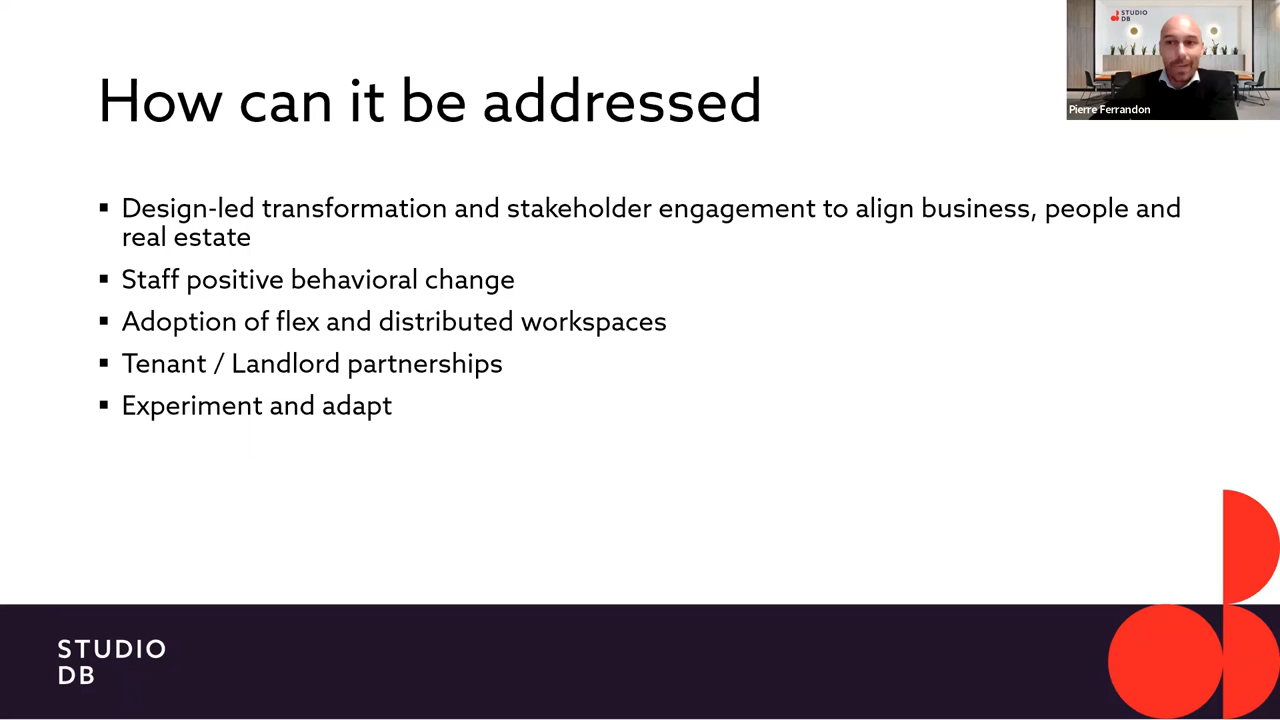 How can it be addressed
STUDIO
DB
Pierre Ferrandon
▪ Design-led transformation and stakeholder engagement to align business, people and
real estate
▪ Staff positive behavioral change
▪ Adoption of flex and distributed workspaces
▪ Tenant / Landlord partnerships
▪ Experiment and adapt
STUDIO
DB